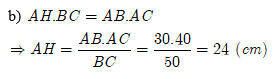 b) AH.BC = AB.AC
⇒ AH = AB.AC / BC = 30.40 / 50 = 24 (cm)